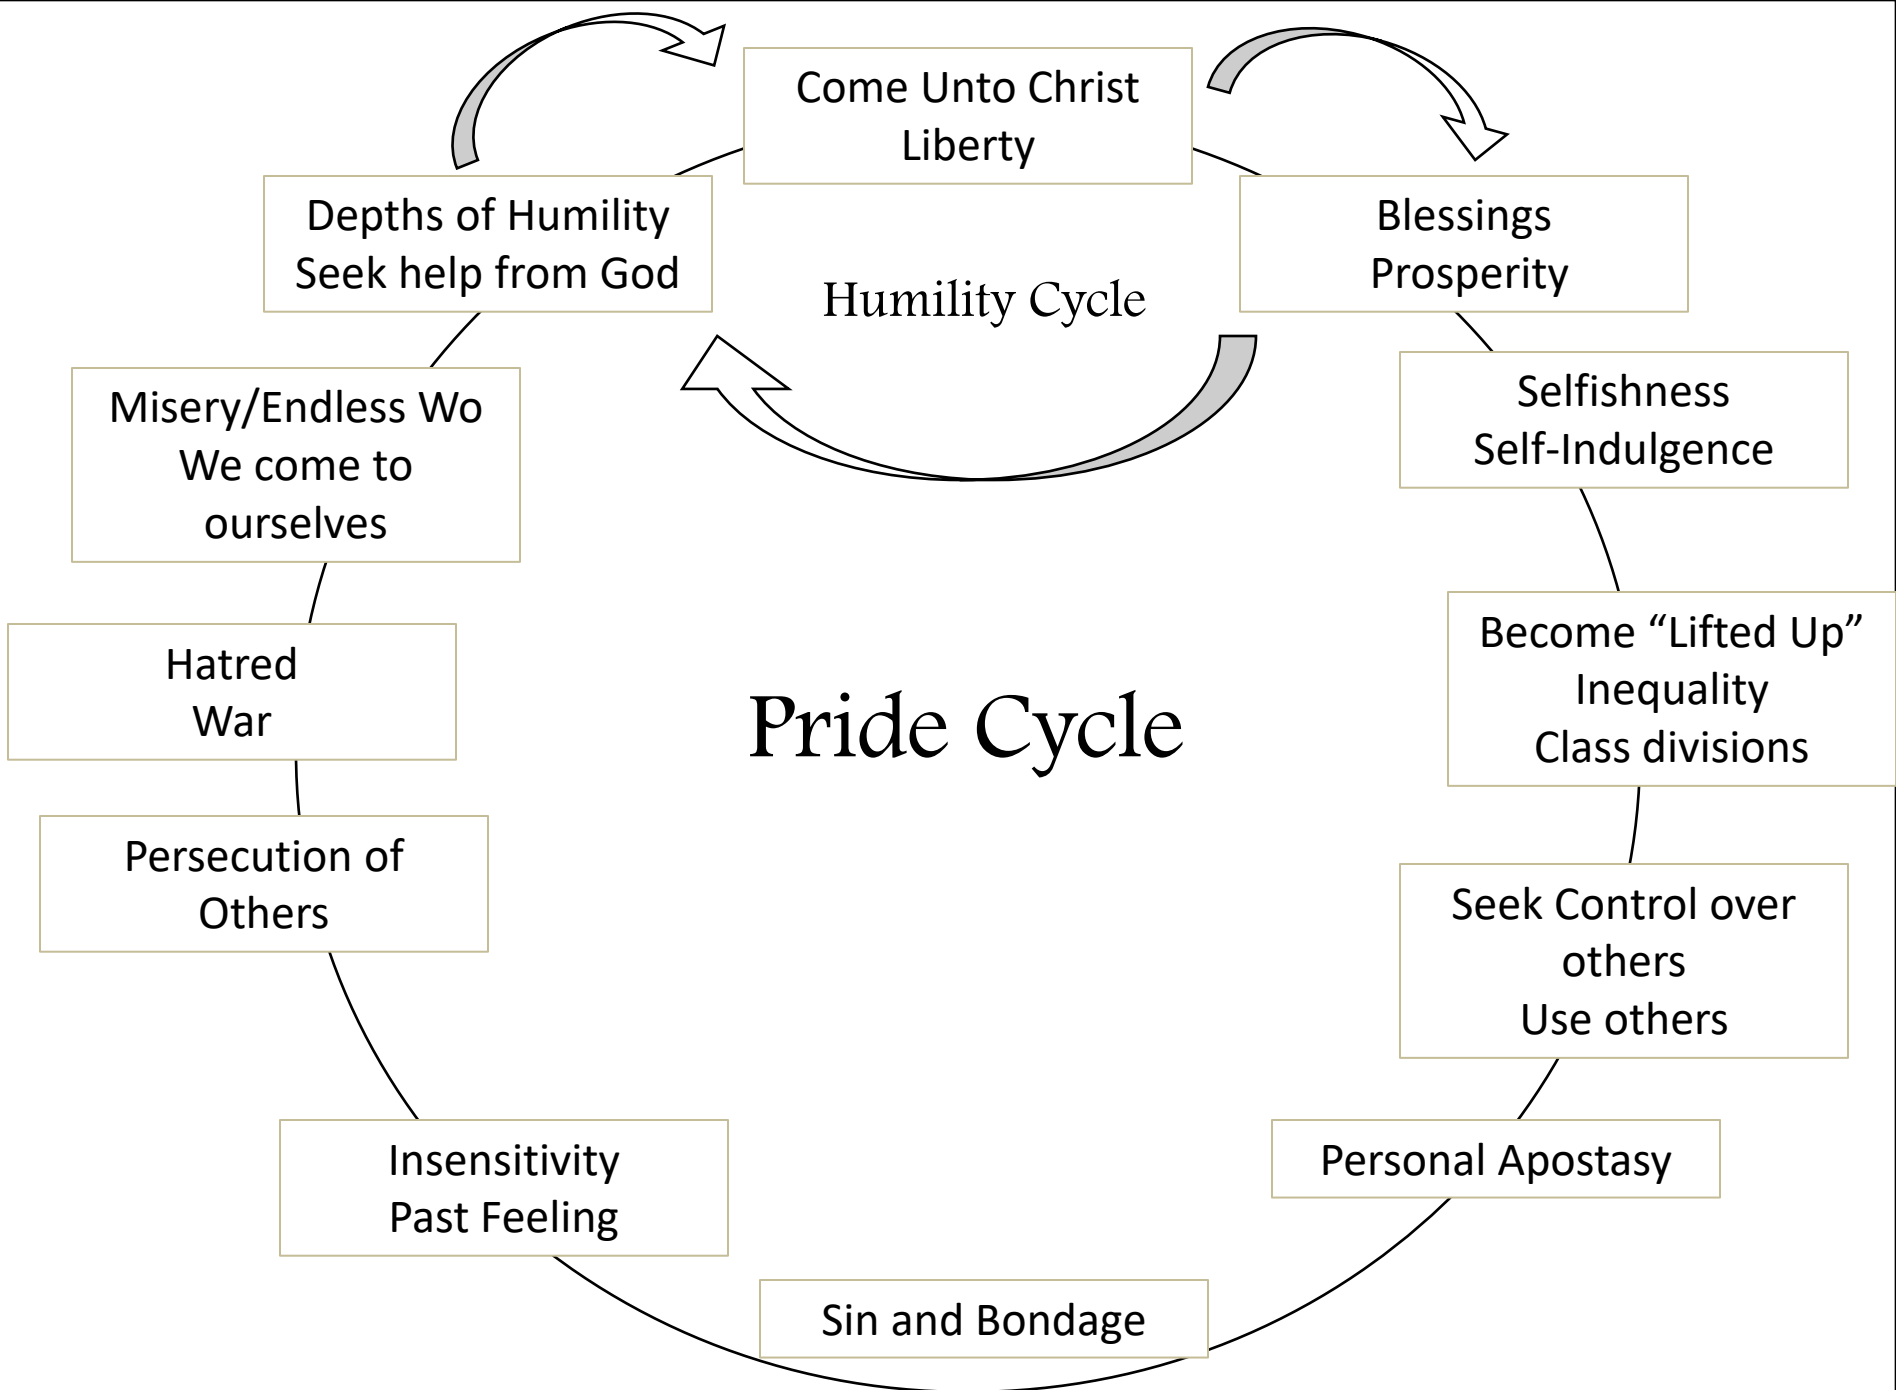 Come Unto Christ
Liberty
Blessings
Prosperity
Selfishness
Self-Indulgence
Become “Lifted Up”
Inequality
Class divisions
Seek Control over
others
Use others
Personal Apostasy
Sin and Bondage
Insensitivity
Past Feeling
Persecution of
Others
Hatred
War
Misery/Endless Wo
We come to
ourselves
Depths of Humility
Seek help from God
Humility Cycle
Pride Cycle